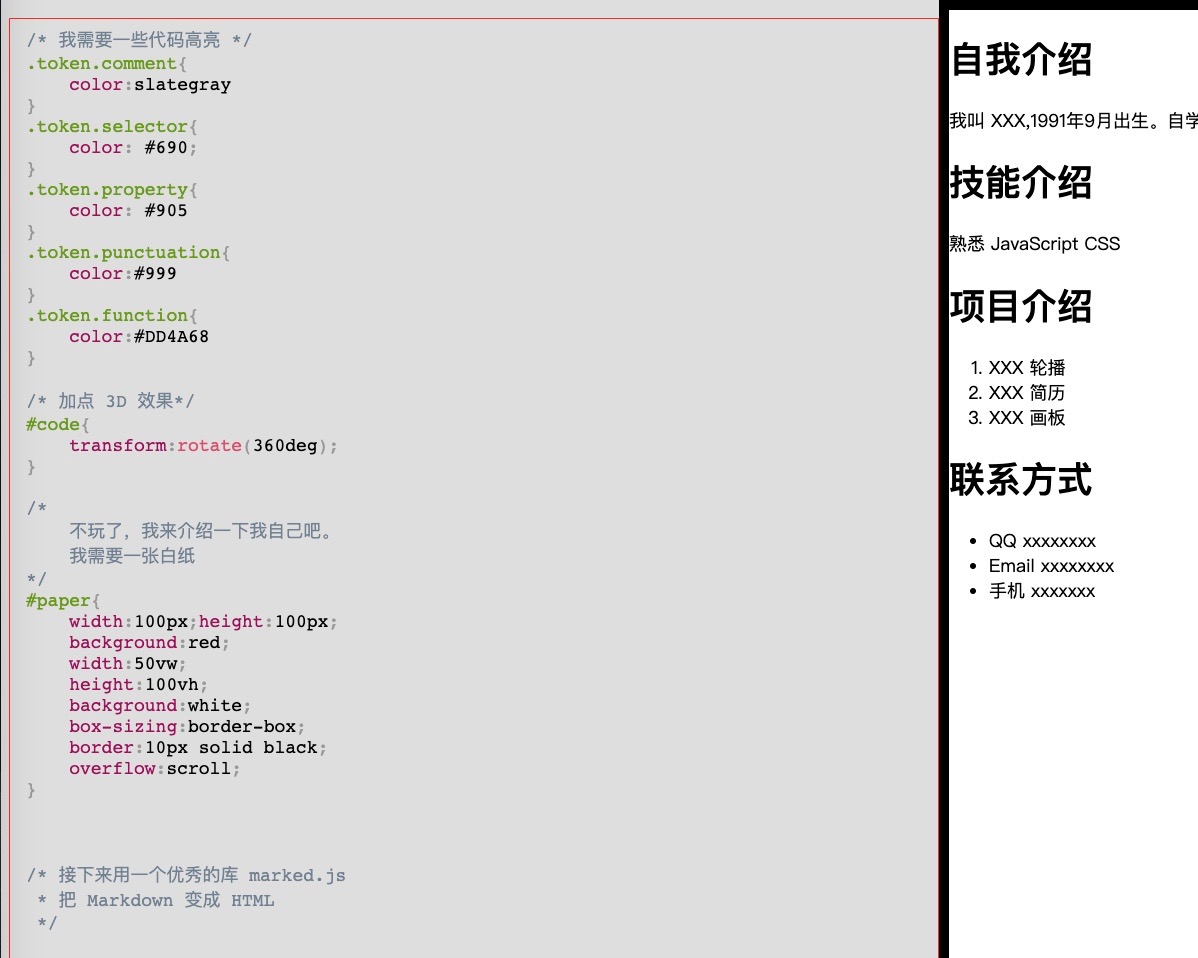 /* 我需要一些代码高亮 */
.token.comment{
color:slategray
}
.token.selector{
color: #690;
}
.token.property{
color: #905
}
.token.punctuation{
color:#999
}
.token.function{
color:#DD4A68
}
/* 加点 3D 效果*/
#code{
transform:rotate(360deg);
}
/*
不玩了，我来介绍一下我自己吧。
我需要一张白纸
*/
#paper{
width:100px;height:100px;
background:red;
width:50vw;
height:100vh;
background:white;
box-sizing:border-box;
border:10px solid black;
overflow:scroll;
}
/* 接下来用一个优秀的库 marked.js
* 把 Markdown 变成 HTML
*/
自我介绍
我叫 XXX,1991年9月出生。自学
技能介绍
熟悉 JavaScript CSS
项目介绍
1. XXX 轮播
2. XXX 简历
3. XXX 画板
联系方式
• QQ xxxxxxxx
• Email xxxxxxxx
• 手机 xxxxxxx